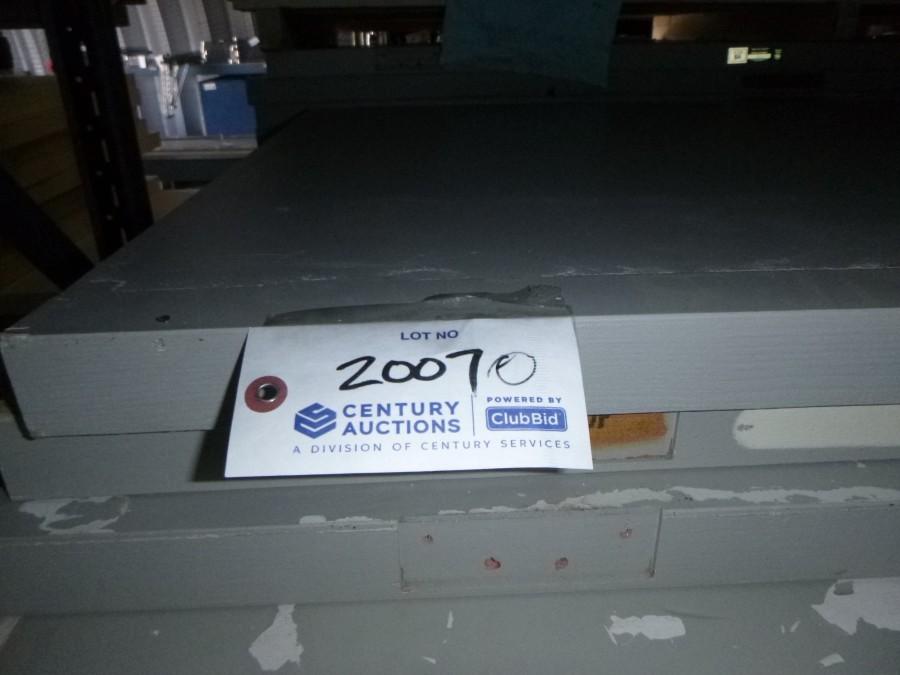 LOT NO
20070
CENTURY
AUCTIONS
POWERED BY
ClubBid
A DIVISION OF CENTURY SERVICES